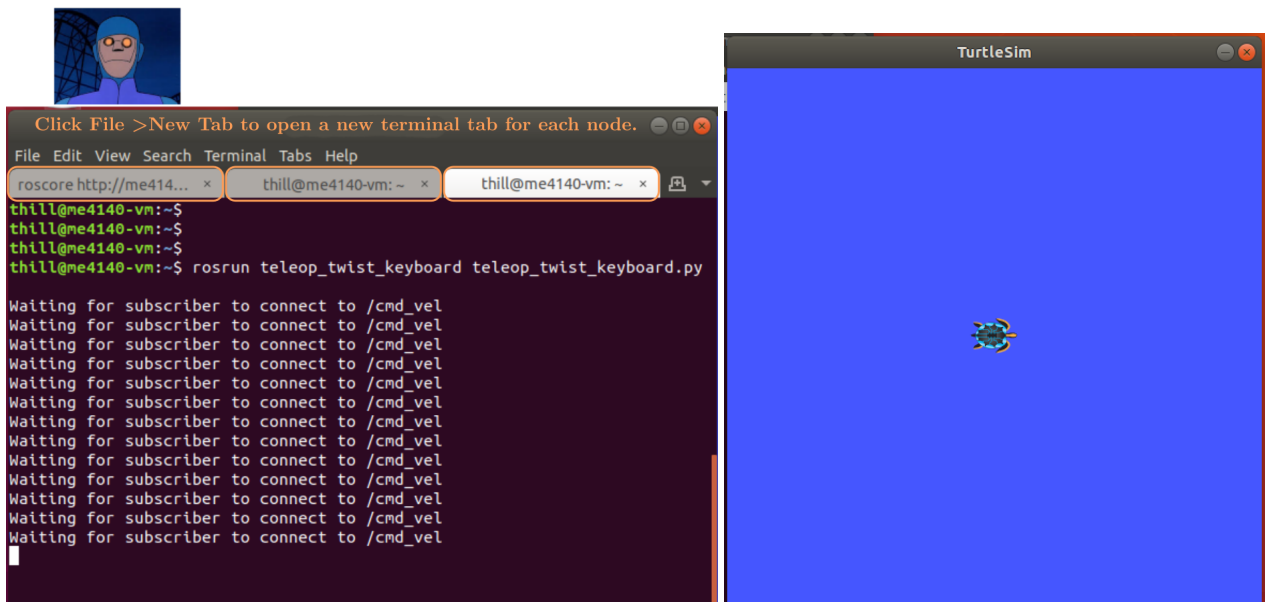 Click File >New Tab to open a new terminal tab for each node.
File Edit View Search Terminal Tabs Help
roscore http://me414... × thill@me4140-vm: ~ × thill@me4140-vm: ~ ×
thill@me4140-vm:~$
thill@me4140-vm:~$
thill@me4140-vm:~$
thill@me4140-vm:~$ rosrun teleop_twist_keyboard teleop_twist_keyboard.py
Waiting for subscriber to connect to /cmd_vel
Waiting for subscriber to connect to /cmd_vel
Waiting for subscriber to connect to /cmd_vel
Waiting for subscriber to connect to /cmd_vel
Waiting for subscriber to connect to /cmd_vel
Waiting for subscriber to connect to /cmd_vel
Waiting for subscriber to connect to /cmd_vel
Waiting for subscriber to connect to /cmd_vel
Waiting for subscriber to connect to /cmd_vel
Waiting for subscriber to connect to /cmd_vel
Waiting for subscriber to connect to /cmd_vel
Waiting for subscriber to connect to /cmd_vel
Waiting for subscriber to connect to /cmd_vel
TurtleSim